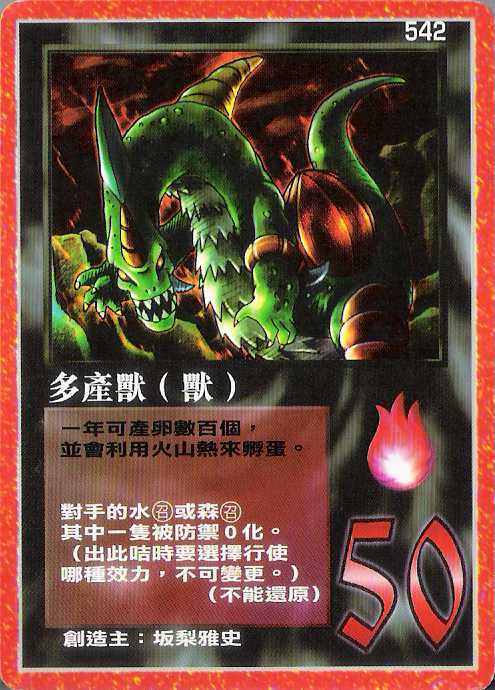 542
多產獸（獸）
一年可產卵數百個，
並會利用火山熱來孵蛋。
對手的水㊁或森㊁
其中一隻被防禦０化。
（出此咭時要選擇行使
哪種效力，不可變更。）
（不能還原）
50
創造主：坂梨雅史